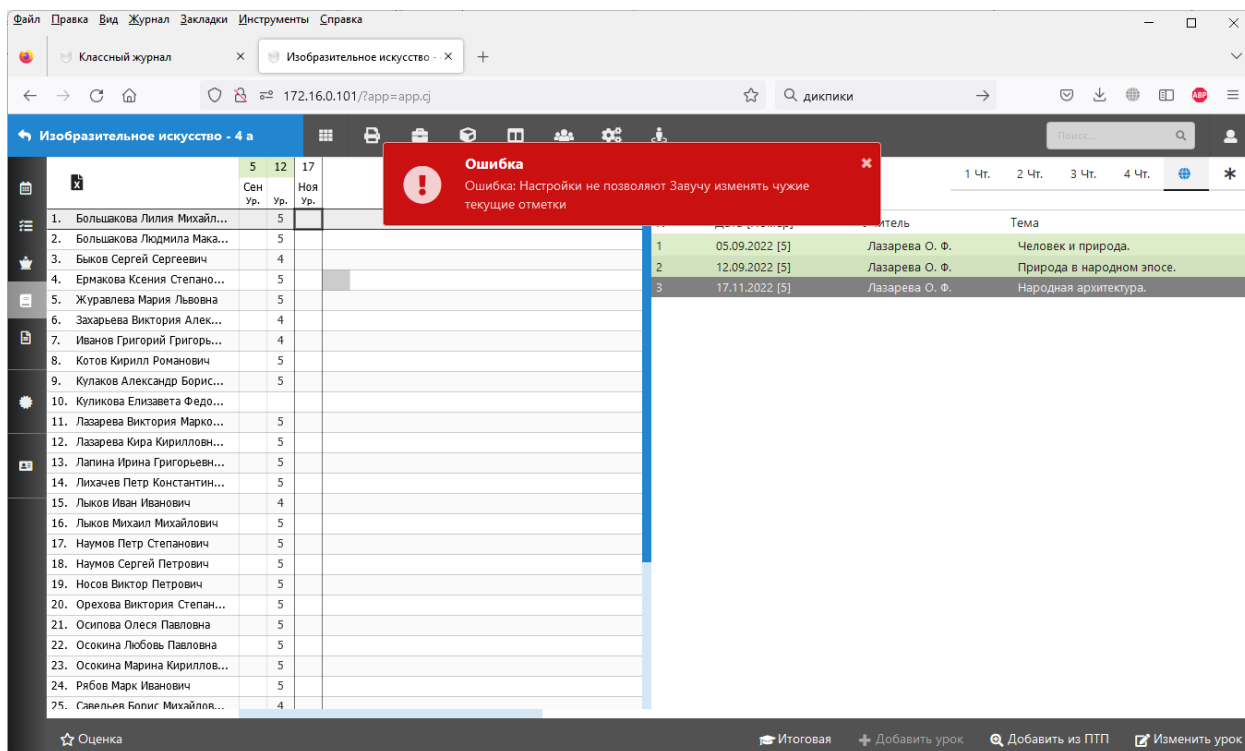 Файл Правка Вид Журнал Закладки Инструменты Справка
Классный журнал
Изобразительное искусство -
172.16.0.101/?app=app.cj
дикпики
ABP
Изобразительное искусство - 4 а
Поиск...
Ошибка
Ошибка: Настройки не позволяют Завучу изменять чужие
текущие отметки
5 12 17
Сен Ноя
Ур. Ур. Ур.
1 Чт. 2 Чт. 3 Чт. 4 Чт.
Тема
1. Большакова Лилия Михайл... 5
2. Большакова Людмила Мака... 5
3. Быков Сергей Сергеевич 4
4. Ермакова Ксения Степано... 5
5. Журавлева Мария Львовна 5
6. Захарьева Виктория Алек... 4
7. Иванов Григорий Григорь... 4
8. Котов Кирилл Романович 5
9. Кулаков Александр Борис... 5
10. Куликова Елизавета Федо...
11. Лазарева Виктория Марко... 5
12. Лазарева Кира Кирилловн... 5
13. Лапина Ирина Григорьевн... 5
14. Лихачев Петр Константин... 5
15. Лыков Иван Иванович 4
16. Лыков Михаил Михайлович 5
17. Наумов Петр Степанович 5
18. Наумов Сергей Петрович 5
19. Носов Виктор Петрович 5
20. Орехова Виктория Степан... 5
21. Осипова Олеся Павловна 5
22. Осокина Любовь Павловна 5
23. Осокина Марина Кириллов... 5
24. Рябов Марк Иванович 5
25. Савельев Борис Михайлов... 4
1 05.09.2022 [5] Лазарева О. Ф. Человек и природа.
2 12.09.2022 [5] Лазарева О. Ф. Природа в народном эпосе.
3 17.11.2022 [5] Лазарева О. Ф. Народная архитектура.
Оценка
Итоговая Добавить урок Добавить из ПТП Изменить урок